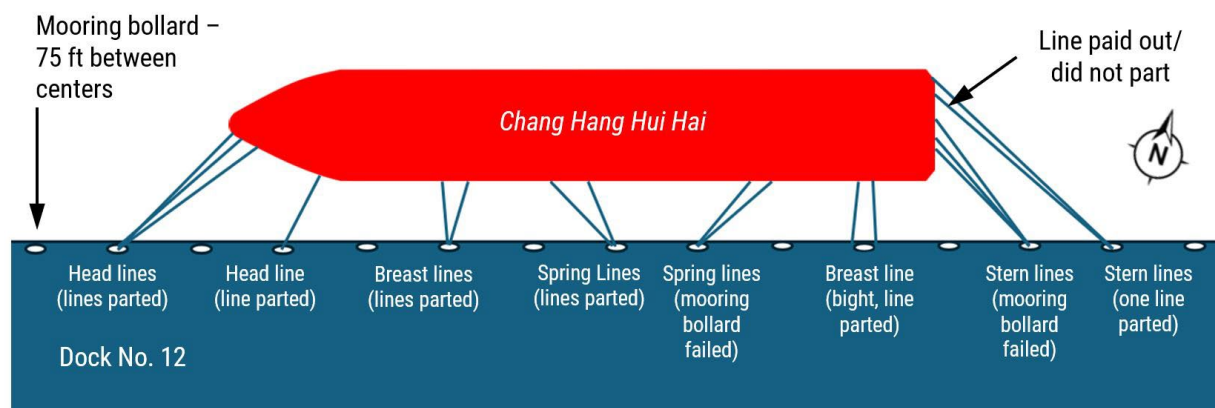 Mooring bollard –
75 ft between
centers
Line paid out/
did not part
Chang Hang Hui Hai
N
Head lines
(lines parted)
Head line
(line parted)
Breast lines
(lines parted)
Spring Lines
(lines parted)
Spring lines
(mooring
bollard
failed)
Breast line
(bight, line
parted)
Stern lines
(mooring
bollard
failed)
Stern lines
(one line
parted)
Dock No. 12